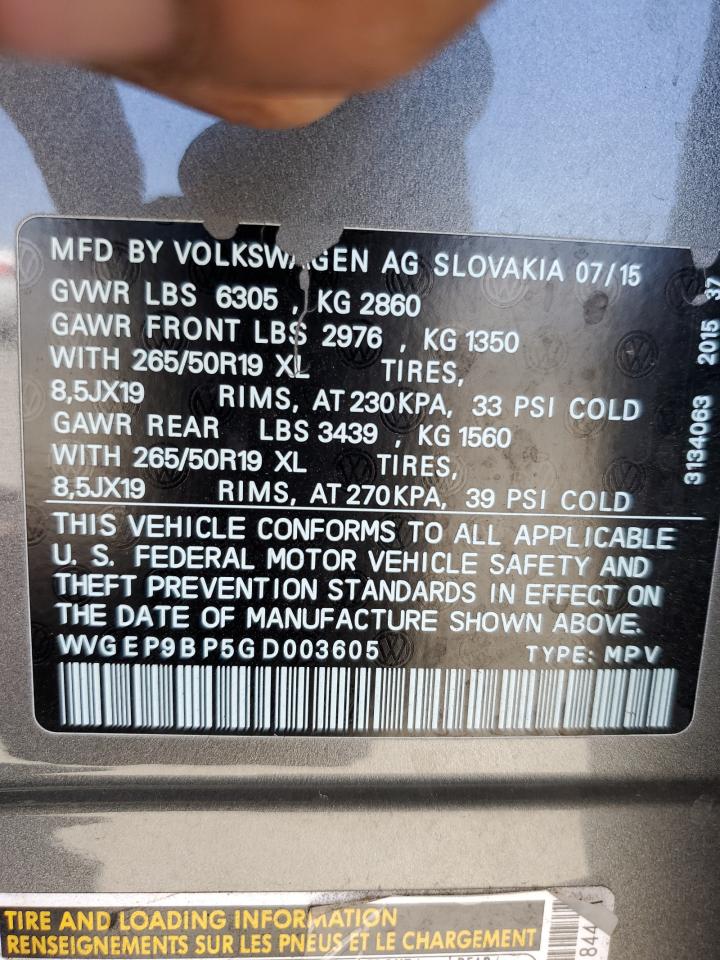 MFD BY VOLKSWAGEN AG SLOVAKIA 07/15
GVWR LBS 6305 , KG 2860
GAWR FRONT LBS 2976 , KG 1350
WITH 265/50R19 XL TIRES,
8,5JX19 RIMS, AT 230KPA, 33 PSI COLD
GAWR REAR LBS 3439 , KG 1560
WITH 265/50R19 XL TIRES,
8,5JX19 RIMS, AT 270KPA, 39 PSI COLD
THIS VEHICLE CONFORMS TO ALL APPLICABLE
U. S. FEDERAL MOTOR VEHICLE SAFETY AND
THEFT PREVENTION STANDARDS IN EFFECT ON
THE DATE OF MANUFACTURE SHOWN ABOVE.
WVGEP9BP5GD003605 TYPE: MPV
3134063 2015 37
TIRE AND LOADING INFORMATION
RENSEIGNEMENTS SUR LES PNEUS ET LE CHARGEMENT